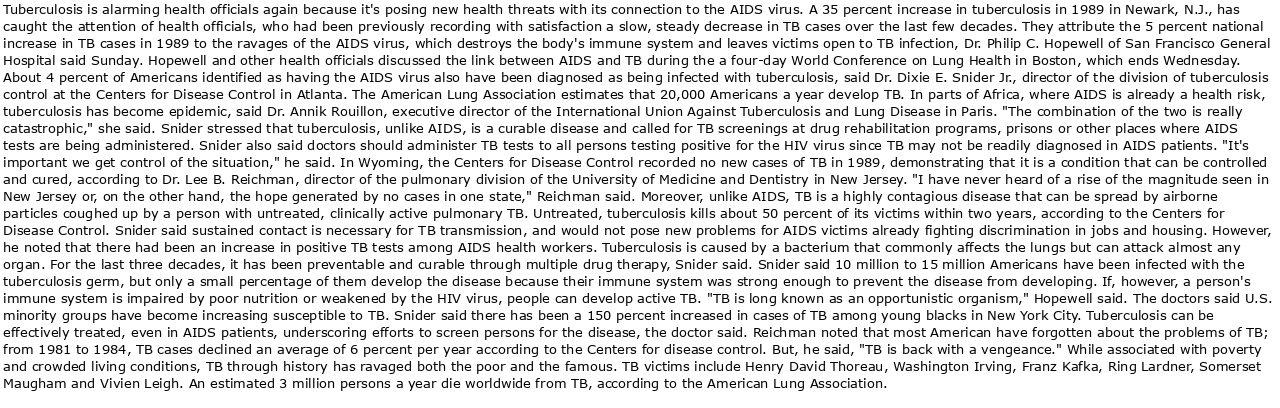 Tuberculosis is alarming health officials again because it's posing new health threats with its connection to the AIDS virus. A 35 percent increase in tuberculosis in 1989 in Newark, N.J., has
caught the attention of health officials, who had been previously recording with satisfaction a slow, steady decrease in TB cases over the last few decades. They attribute the 5 percent national
increase in TB cases in 1989 to the ravages of the AIDS virus, which destroys the body's immune system and leaves victims open to TB infection, Dr. Philip C. Hopewell of San Francisco General
Hospital said Sunday. Hopewell and other health officials discussed the link between AIDS and TB during the a four-day World Conference on Lung Health in Boston, which ends Wednesday.
About 4 percent of Americans identified as having the AIDS virus also have been diagnosed as being infected with tuberculosis, said Dr. Dixie E. Snider Jr., director of the division of tuberculosis
control at the Centers for Disease Control in Atlanta. The American Lung Association estimates that 20,000 Americans a year develop TB. In parts of Africa, where AIDS is already a health risk,
tuberculosis has become epidemic, said Dr. Annik Rouillon, executive director of the International Union Against Tuberculosis and Lung Disease in Paris. "The combination of the two is really
catastrophic," she said. Snider stressed that tuberculosis, unlike AIDS, is a curable disease and called for TB screenings at drug rehabilitation programs, prisons or other places where AIDS
tests are being administered. Snider also said doctors should administer TB tests to all persons testing positive for the HIV virus since TB may not be readily diagnosed in AIDS patients. "It's
important we get control of the situation," he said. In Wyoming, the Centers for Disease Control recorded no new cases of TB in 1989, demonstrating that it is a condition that can be controlled
and cured, according to Dr. Lee B. Reichman, director of the pulmonary division of the University of Medicine and Dentistry in New Jersey. "I have never heard of a rise of the magnitude seen in
New Jersey or, on the other hand, the hope generated by no cases in one state," Reichman said. Moreover, unlike AIDS, TB is a highly contagious disease that can be spread by airborne
particles coughed up by a person with untreated, clinically active pulmonary TB. Untreated, tuberculosis kills about 50 percent of its victims within two years, according to the Centers for
Disease Control. Snider said sustained contact is necessary for TB transmission, and would not pose new problems for AIDS victims already fighting discrimination in jobs and housing. However,
he noted that there had been an increase in positive TB tests among AIDS health workers. Tuberculosis is caused by a bacterium that commonly affects the lungs but can attack almost any
organ. For the last three decades, it has been preventable and curable through multiple drug therapy, Snider said. Snider said 10 million to 15 million Americans have been infected with the
tuberculosis germ, but only a small percentage of them develop the disease because their immune system was strong enough to prevent the disease from developing. If, however, a person's
immune system is impaired by poor nutrition or weakened by the HIV virus, people can develop active TB. "TB is long known as an opportunistic organism," Hopewell said. The doctors said U.S.
minority groups have become increasing susceptible to TB. Snider said there has been a 150 percent increased in cases of TB among young blacks in New York City. Tuberculosis can be
effectively treated, even in AIDS patients, underscoring efforts to screen persons for the disease, the doctor said. Reichman noted that most American have forgotten about the problems of TB;
from 1981 to 1984, TB cases declined an average of 6 percent per year according to the Centers for disease control. But, he said, "TB is back with a vengeance." While associated with poverty
and crowded living conditions, TB through history has ravaged both the poor and the famous. TB victims include Henry David Thoreau, Washington Irving, Franz Kafka, Ring Lardner, Somerset
Maugham and Vivien Leigh. An estimated 3 million persons a year die worldwide from TB, according to the American Lung Association.